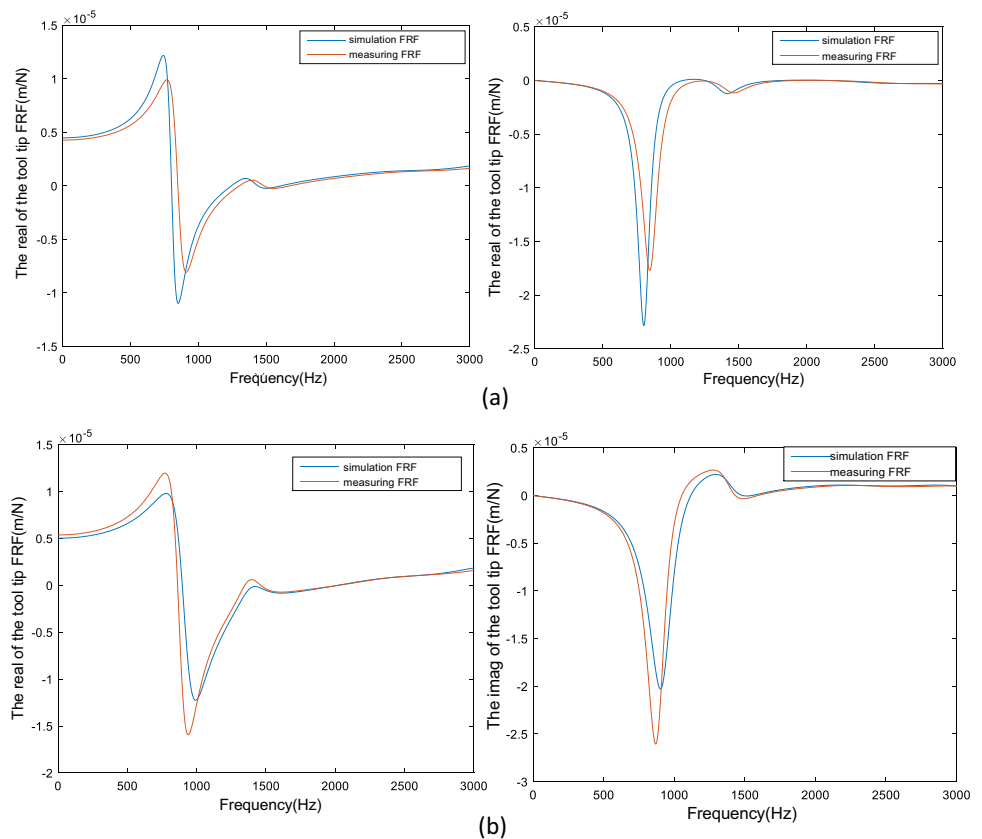 ×10⁻⁵
1.5
1
0.5
0
-0.5
-1
-1.5
The real of the tool tip FRF(m/N)
simulation FRF
measuring FRF
0 500 1000 1500 2000 2500 3000
Frequency(Hz)
×10⁻⁵
0.5
0
-0.5
-1
-1.5
-2
-2.5
The real of the tool tip FRF(m/N)
simulation FRF
measuring FRF
0 500 1000 1500 2000 2500 3000
Frequency(Hz)
(a)
×10⁻⁵
1.5
1
0.5
0
-0.5
-1
-1.5
-2
The real of the tool tip FRF(m/N)
simulation FRF
measuring FRF
0 500 1000 1500 2000 2500 3000
Frequency(Hz)
×10⁻⁵
0.5
0
-0.5
-1
-1.5
-2
-2.5
-3
The imag of the tool tip FRF(m/N)
simulation FRF
measuring FRF
0 500 1000 1500 2000 2500 3000
Frequency(Hz)
(b)